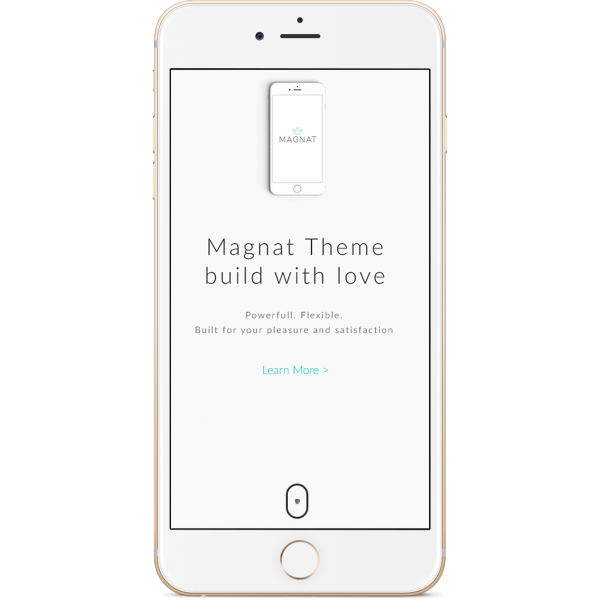 MAGNAT
Magnat Theme
build with love
Powerfull. Flexible.
Built for your pleasure and satisfaction
Learn More >